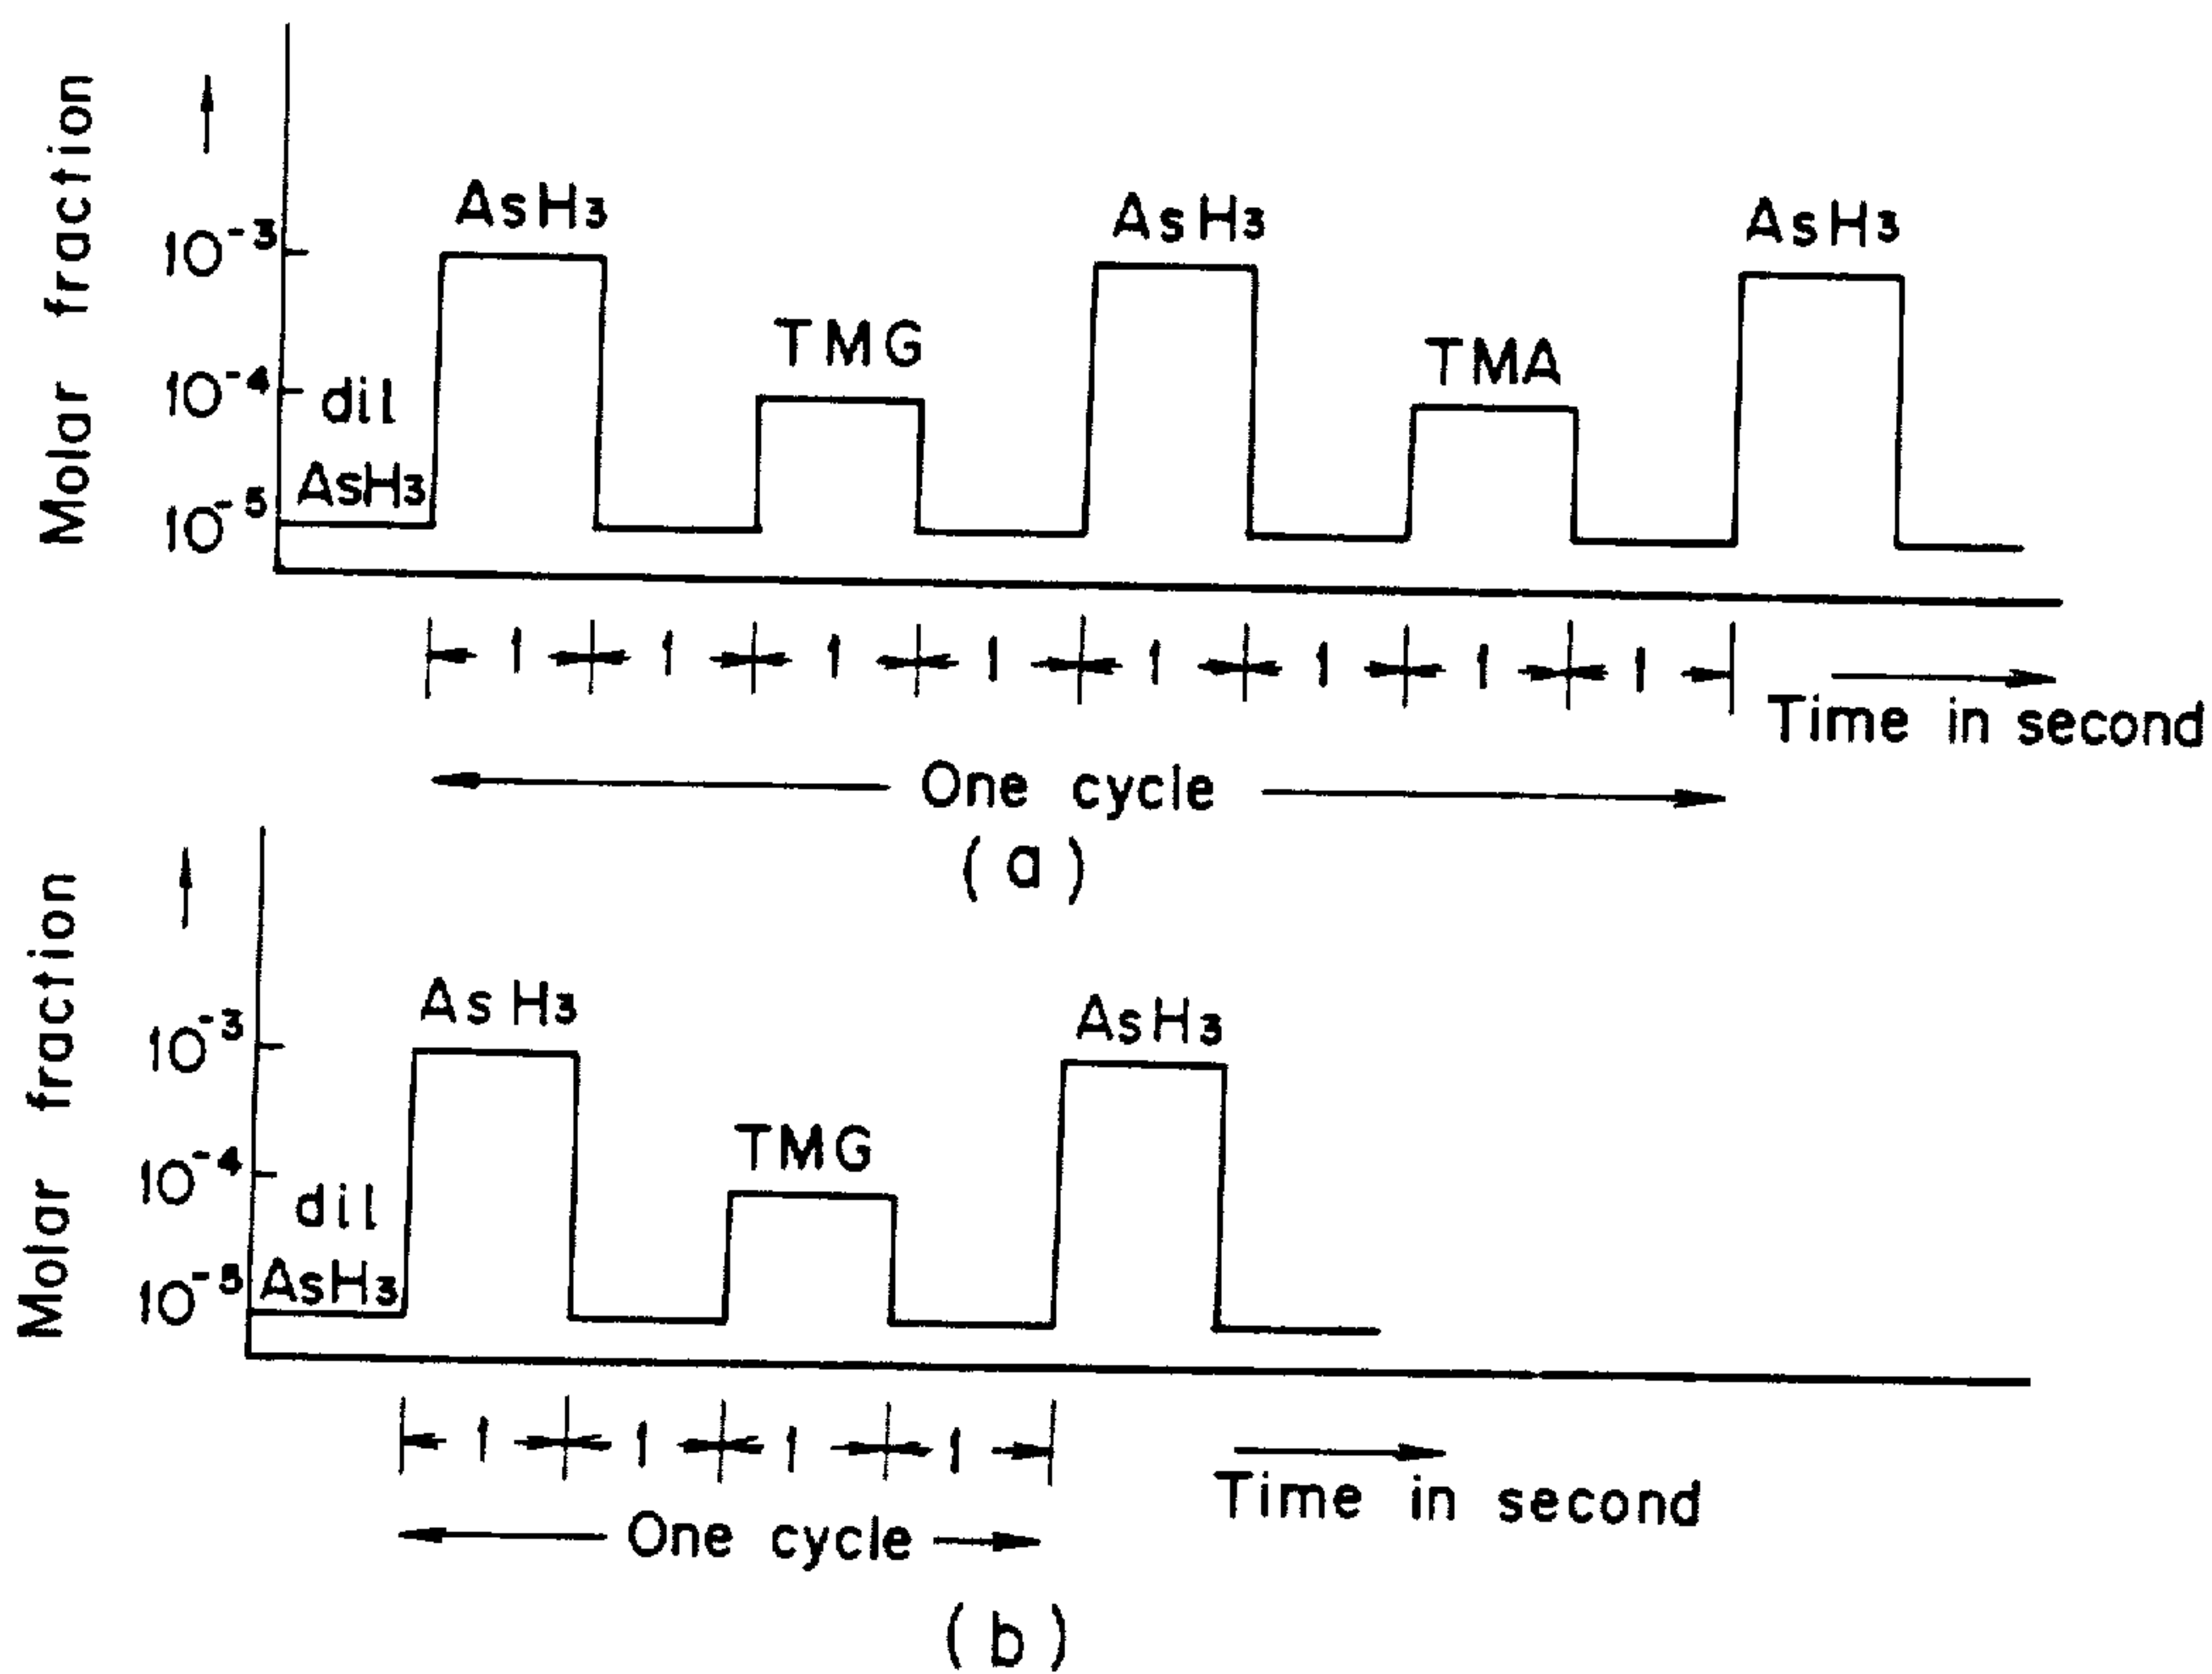 Molar fraction
10⁻³
10⁻⁴
10⁻⁵
dil
AsH₃
AsH₃
TMG
AsH₃
TMA
AsH₃
1 1 1 1 1 1 1 1
Time in second
One cycle
(a)
Molar fraction
10⁻³
10⁻⁴
10⁻⁵
dil
AsH₃
AsH₃
TMG
AsH₃
1 1 1 1
Time in second
One cycle
(b)